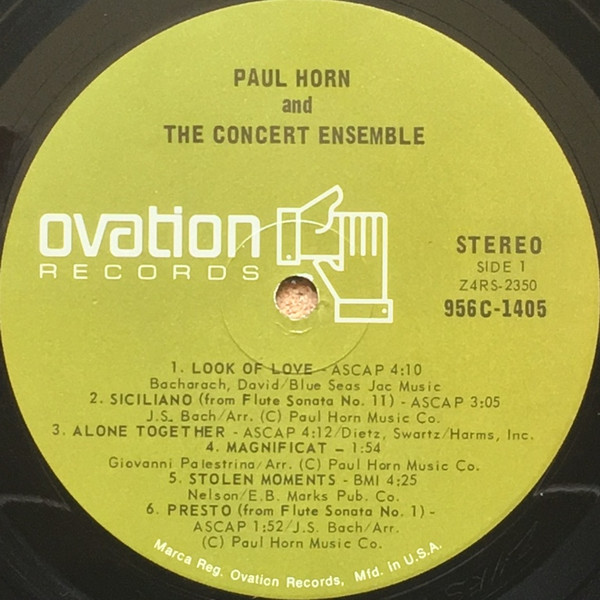 PAUL HORN
and
THE CONCERT ENSEMBLE
ovation
RECORDS
STEREO
SIDE 1
Z4RS-2350
956C-1405
1. LOOK OF LOVE - ASCAP 4:10
Bacharach, David/Blue Seas Jac Music
2. SICILIANO (from Flute Sonata No. 11) - ASCAP 3:05
J.S. Bach/Arr. (C) Paul Horn Music Co.
3. ALONE TOGETHER - ASCAP 4:12/Dietz, Swartz/Harms, Inc.
4. MAGNIFICAT – 1:54
Giovanni Palestrina/Arr. (C) Paul Horn Music Co.
5. STOLEN MOMENTS - BMI 4:25
Nelson/E.B. Marks Pub. Co.
6. PRESTO (from Flute Sonata No. 1) -
ASCAP 1:52/J.S. Bach/Arr.
(C) Paul Horn Music Co.
Marca Reg. Ovation Records, Mfd. in U.S.A.